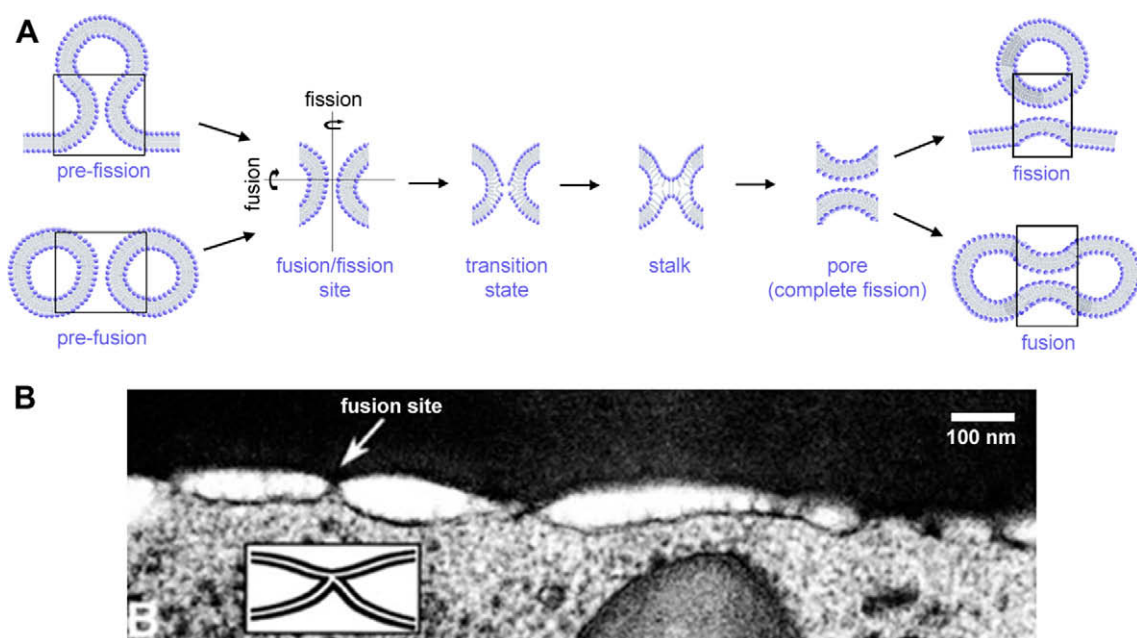 A
pre-fission
pre-fusion
fission
fusion
fusion/fission
site
transition
state
stalk
pore
(complete fission)
fission
fusion
B
fusion site
100 nm
B